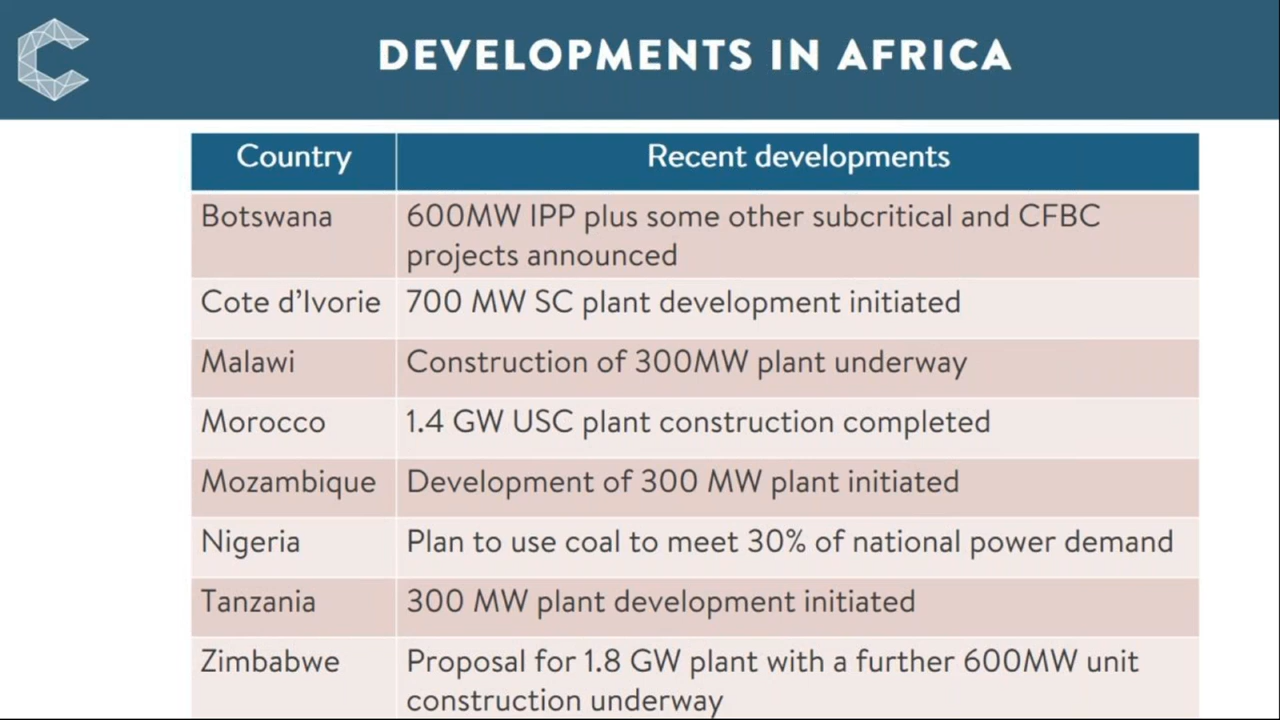 DEVELOPMENTS IN AFRICA
Country Recent developments
Botswana 600MW IPP plus some other subcritical and CFBC
projects announced
Cote d’Ivorie 700 MW SC plant development initiated
Malawi Construction of 300MW plant underway
Morocco 1.4 GW USC plant construction completed
Mozambique Development of 300 MW plant initiated
Nigeria Plan to use coal to meet 30% of national power demand
Tanzania 300 MW plant development initiated
Zimbabwe Proposal for 1.8 GW plant with a further 600MW unit
construction underway